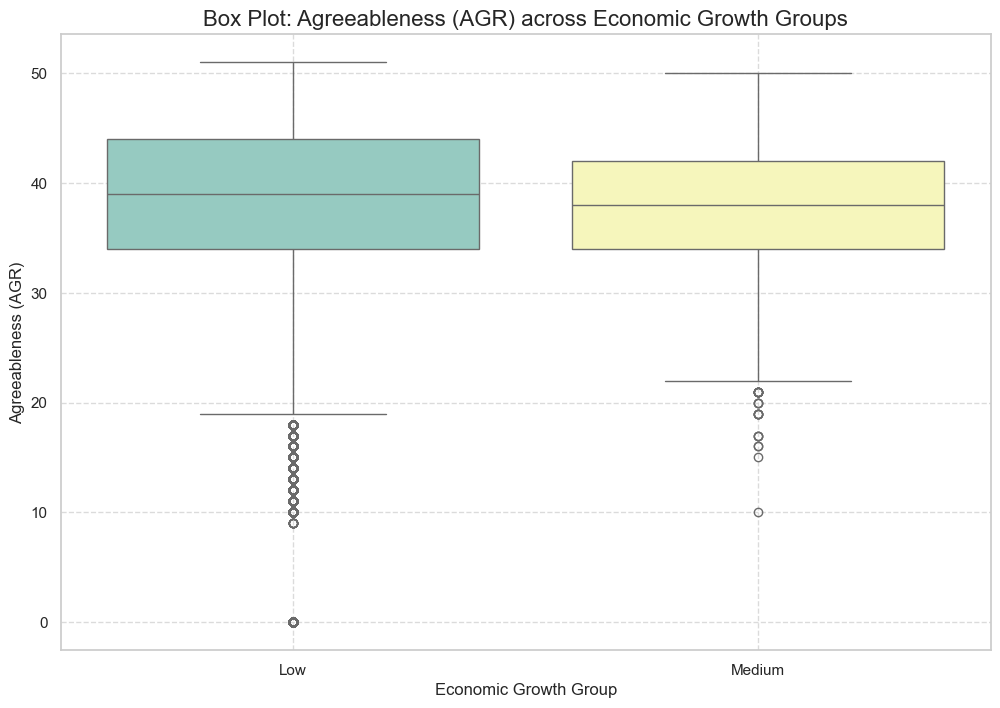 Box Plot: Agreeableness (AGR) across Economic Growth Groups
Agreeableness (AGR)
50
40
30
20
10
0
Low
Medium
Economic Growth Group